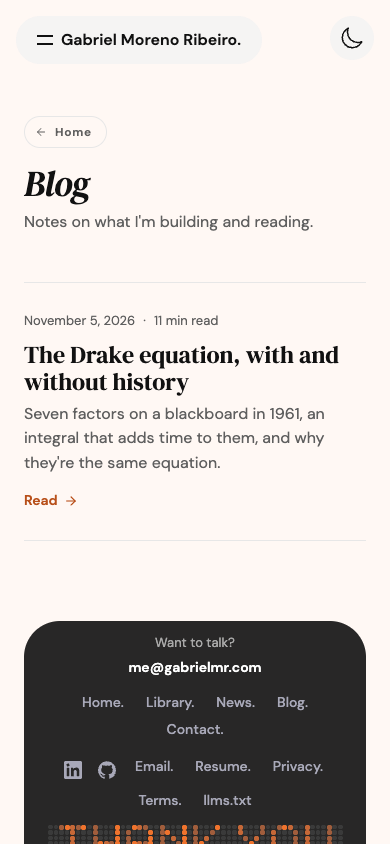 Gabriel Moreno Ribeiro.
← Home
Blog
Notes on what I'm building and reading.
November 5, 2026 · 11 min read
The Drake equation, with and
without history
Seven factors on a blackboard in 1961, an
integral that adds time to them, and why
they're the same equation.
Read →
Want to talk?
me@gabrielmr.com
Home. Library. News. Blog.
Contact.
Email. Resume. Privacy.
Terms. llms.txt